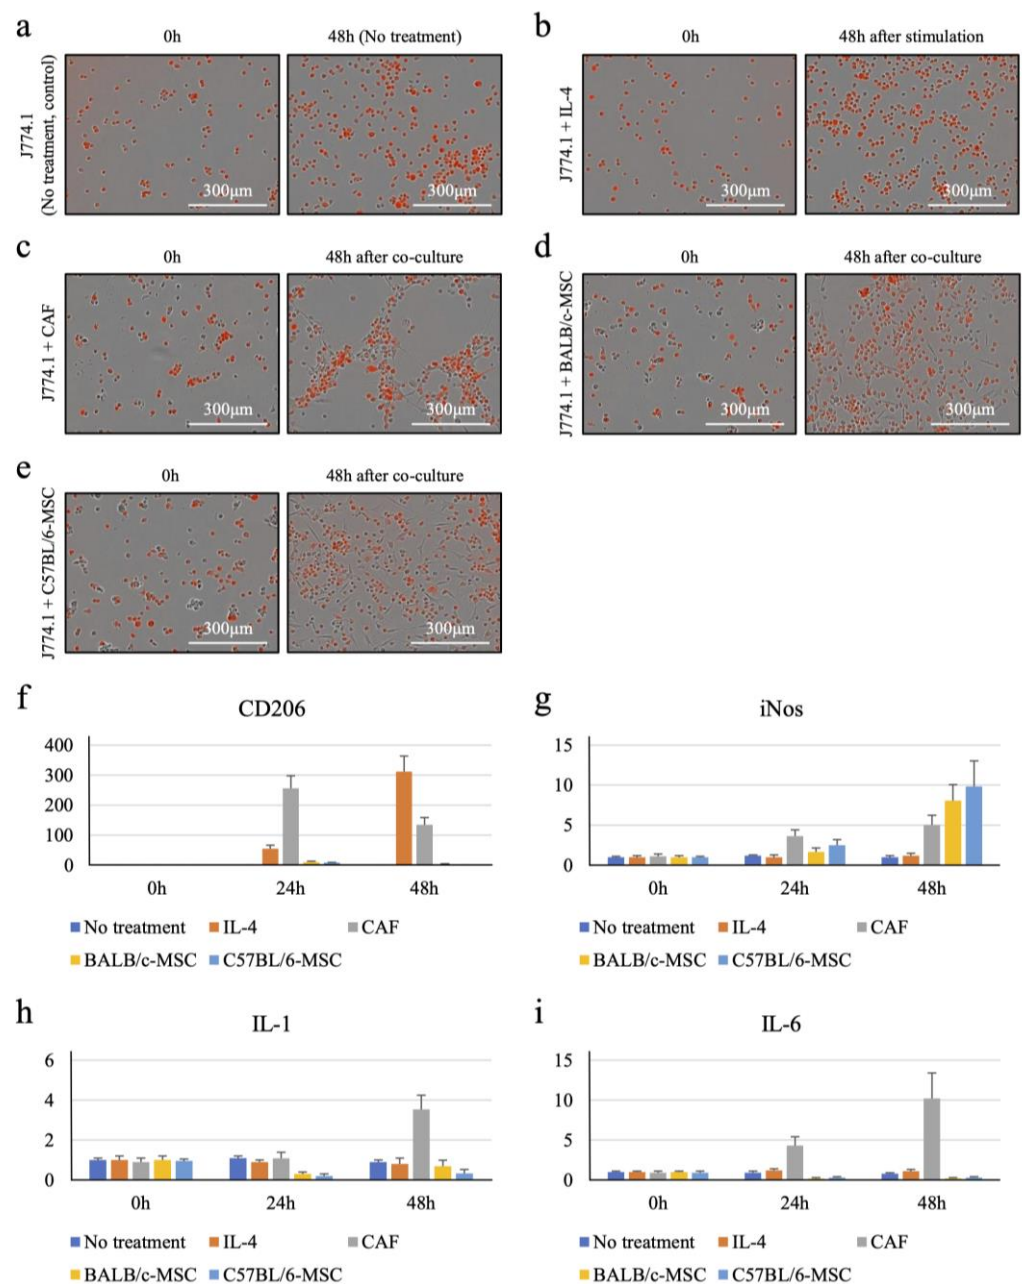 a
0h
48h (No treatment)
J774.1
(No treatment, control)
300μm
300μm
b
0h
48h after stimulation
J774.1 + IL-4
300μm
300μm
c
0h
48h after co-culture
J774.1 + CAF
300μm
300μm
d
0h
48h after co-culture
J774.1 + BALB/c-MSC
300μm
300μm
e
0h
48h after co-culture
J774.1 + C57BL/6-MSC
300μm
300μm
f
CD206
400
300
200
100
0
0h 24h 48h
No treatment IL-4 CAF
BALB/c-MSC C57BL/6-MSC
g
iNos
15
10
5
0
0h 24h 48h
No treatment IL-4 CAF
BALB/c-MSC C57BL/6-MSC
h
IL-1
6
4
2
0
0h 24h 48h
No treatment IL-4 CAF
BALB/c-MSC C57BL/6-MSC
i
IL-6
15
10
5
0
0h 24h 48h
No treatment IL-4 CAF
BALB/c-MSC C57BL/6-MSC